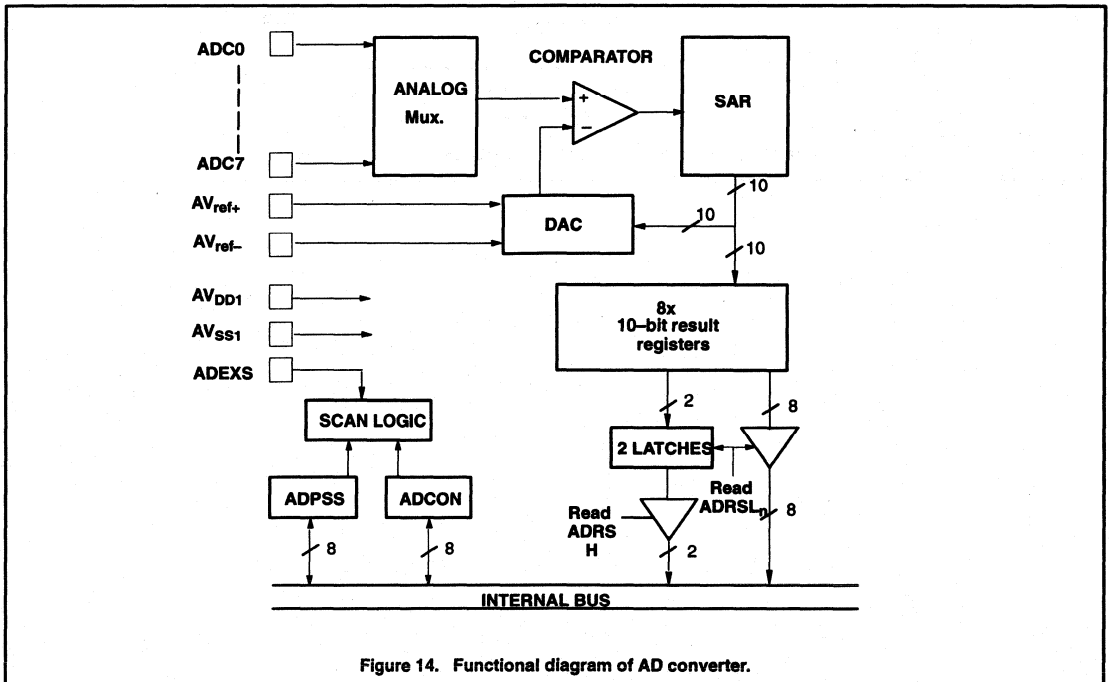 ADC0
COMPARATOR
ANALOG
Mux.
+
–
SAR
ADC7
10
AVref+
DAC
10
AVref–
10
AVDD1
8x
10–bit result
registers
AVSS1
ADEXS
2
8
SCAN LOGIC
2 LATCHES
Read
ADRSLn
ADPSS
ADCON
Read
ADRS
H
8
8
8
2
INTERNAL BUS
Figure 14. Functional diagram of AD converter.